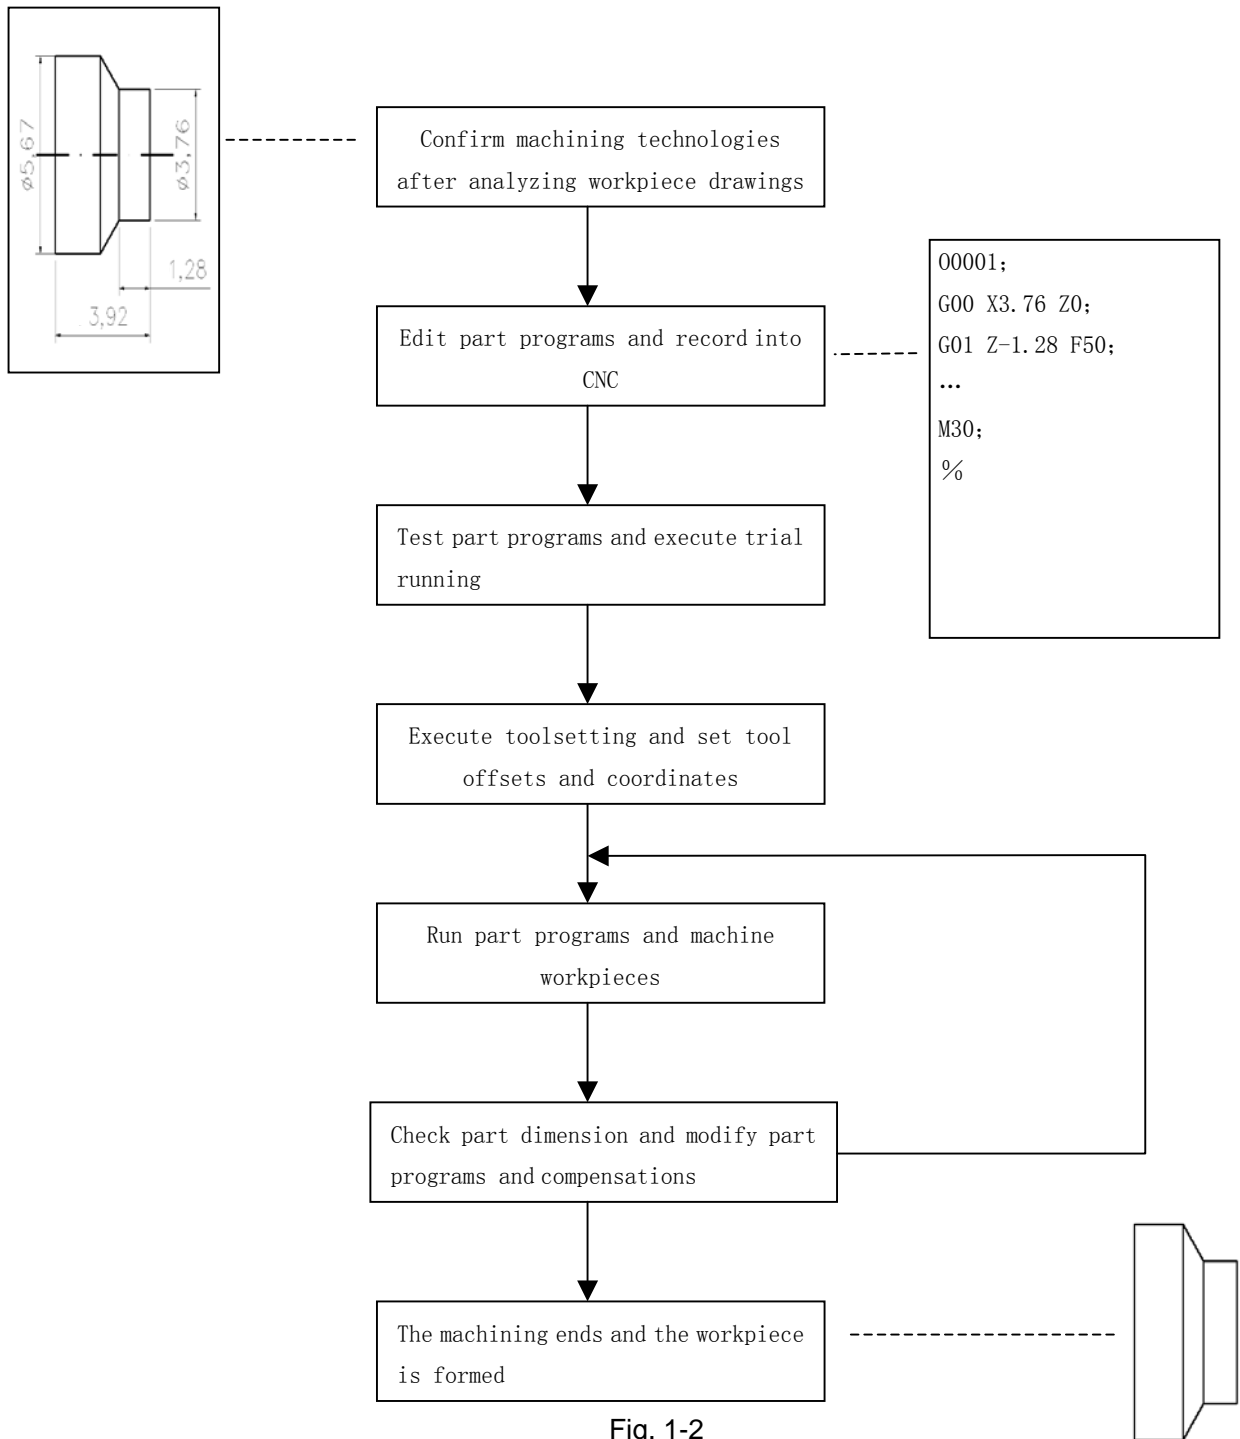 ø5,67
ø3,76
1,28
3,92
Confirm machining technologies
after analyzing workpiece drawings
O0001;
G00 X3.76 Z0;
G01 Z-1.28 F50;
…
M30;
%
Edit part programs and record into
CNC
Test part programs and execute trial
running
Execute toolsetting and set tool
offsets and coordinates
Run part programs and machine
workpieces
Check part dimension and modify part
programs and compensations
The machining ends and the workpiece
is formed
Fig. 1-2